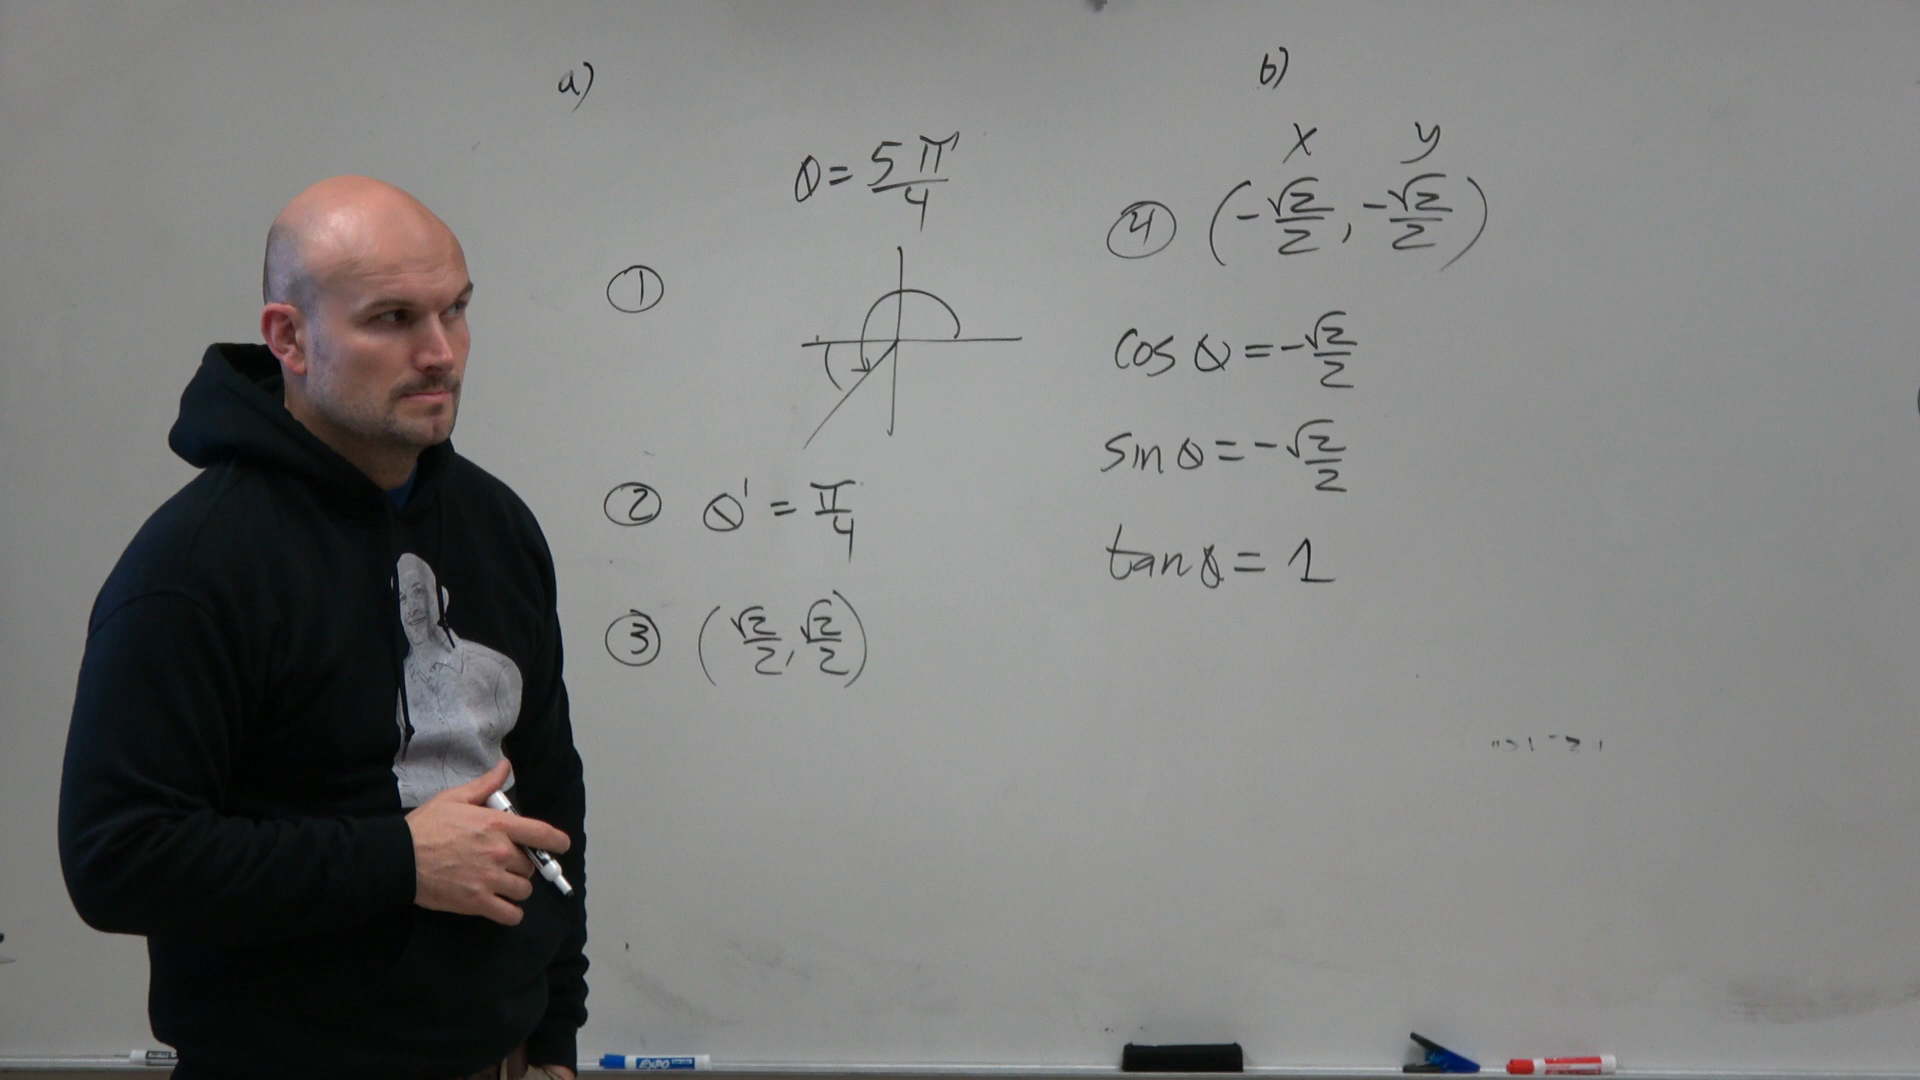 a)
θ = 5π/4
①
② θ' = π/4
③ (√2/2, √2/2)
b)
x y
④ (-√2/2, -√2/2)
cos θ = -√2/2
sin θ = -√2/2
tan θ = 1
EXPO